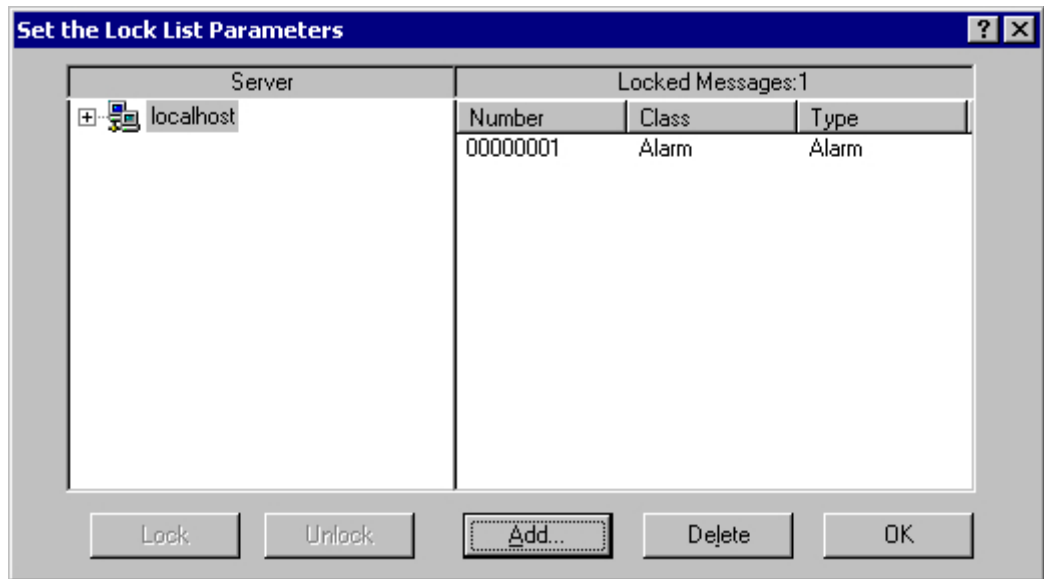 Set the Lock List Parameters
Server Locked Messages:1
localhost
Number Class Type
00000001 Alarm Alarm
Lock Unlock Add... Delete OK